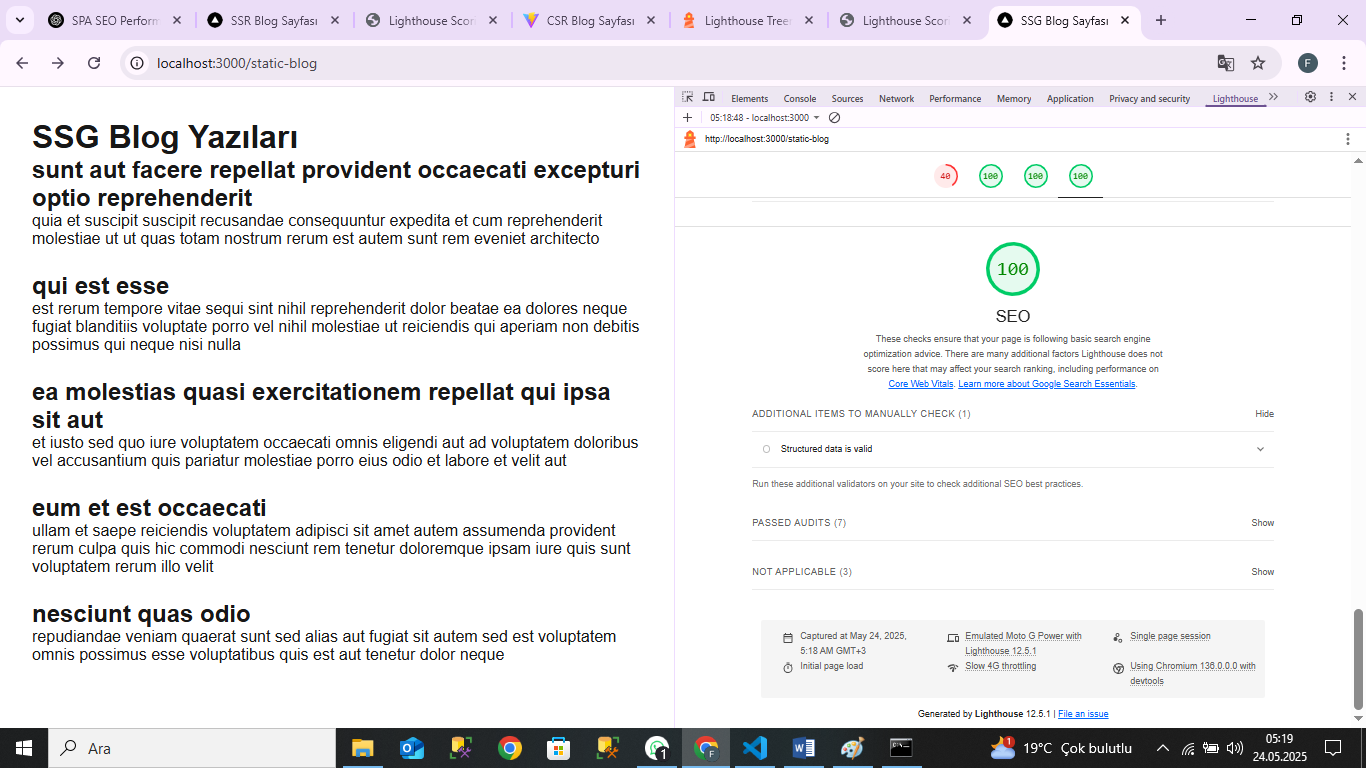 SPA SEO Perform
SSR Blog Sayfası
Lighthouse Scori
CSR Blog Sayfası
Lighthouse Treec
Lighthouse Scori
SSG Blog Sayfası
localhost:3000/static-blog
F
SSG Blog Yazıları
sunt aut facere repellat provident occaecati excepturi
optio reprehenderit
quia et suscipit suscipit recusandae consequuntur expedita et cum reprehenderit
molestiae ut ut quas totam nostrum rerum est autem sunt rem eveniet architecto
qui est esse
est rerum tempore vitae sequi sint nihil reprehenderit dolor beatae ea dolores neque
fugiat blanditiis voluptate porro vel nihil molestiae ut reiciendis qui aperiam non debitis
possimus qui neque nisi nulla
ea molestias quasi exercitationem repellat qui ipsa
sit aut
et iusto sed quo iure voluptatem occaecati omnis eligendi aut ad voluptatem doloribus
vel accusantium quis pariatur molestiae porro eius odio et labore et velit aut
eum et est occaecati
ullam et saepe reiciendis voluptatem adipisci sit amet autem assumenda provident
rerum culpa quis hic commodi nesciunt rem tenetur doloremque ipsam iure quis sunt
voluptatem rerum illo velit
nesciunt quas odio
repudiandae veniam quaerat sunt sed alias aut fugiat sit autem sed est voluptatem
omnis possimus esse voluptatibus quis est aut tenetur dolor neque
Elements Console Sources Network Performance Memory Application Privacy and security Lighthouse
05:18:48 - localhost:3000
http://localhost:3000/static-blog
40 100 100 100
100
SEO
These checks ensure that your page is following basic search engine
optimization advice. There are many additional factors Lighthouse does not
score here that may affect your search ranking, including performance on
Core Web Vitals. Learn more about Google Search Essentials.
ADDITIONAL ITEMS TO MANUALLY CHECK (1) Hide
Structured data is valid
Run these additional validators on your site to check additional SEO best practices.
PASSED AUDITS (7) Show
NOT APPLICABLE (3) Show
Captured at May 24, 2025,
5:18 AM GMT+3
Emulated Moto G Power with
Lighthouse 12.5.1
Single page session
Initial page load
Slow 4G throttling
Using Chromium 136.0.0.0 with
devtools
Generated by Lighthouse 12.5.1 | File an issue
Ara
1
F
1
19°C Çok bulutlu
05:19
24.05.2025